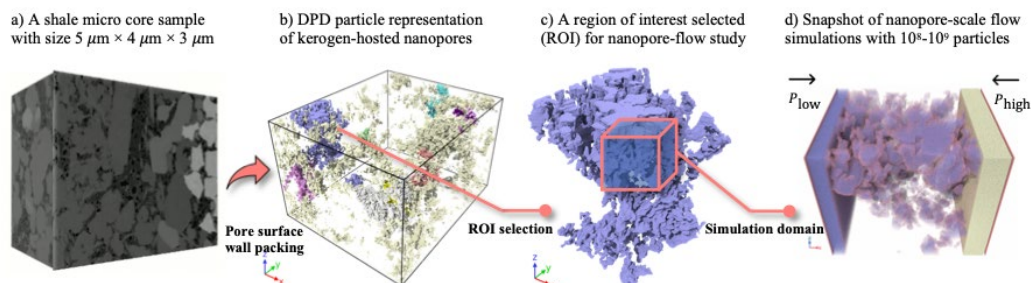 a) A shale micro core sample
with size 5 μm × 4 μm × 3 μm
b) DPD particle representation
of kerogen-hosted nanopores
c) A region of interest selected
(ROI) for nanopore-flow study
d) Snapshot of nanopore-scale flow
simulations with 10⁸-10⁹ particles
P_low
P_high
Pore surface
wall packing
ROI selection
Simulation domain
z
y
x
z
y
x